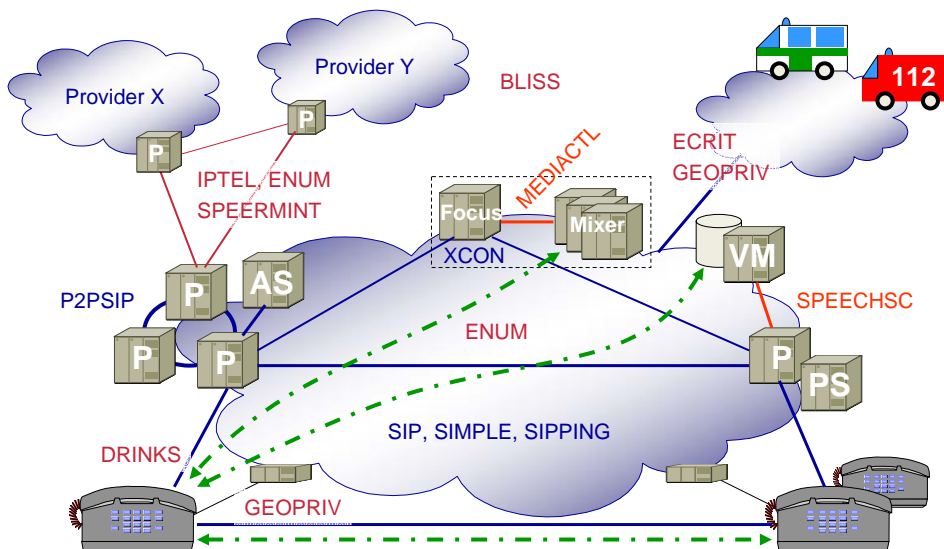 Provider X
Provider Y
BLISS
112
P
P
ECRIT
GEOPRIV
IPTEL, ENUM
SPEERMINT
MEDIACTL
Focus
Mixer
XCON
VM
P2PSIP
P
AS
SPEECHSC
P
P
ENUM
P
PS
SIP, SIMPLE, SIPPING
DRINKS
GEOPRIV